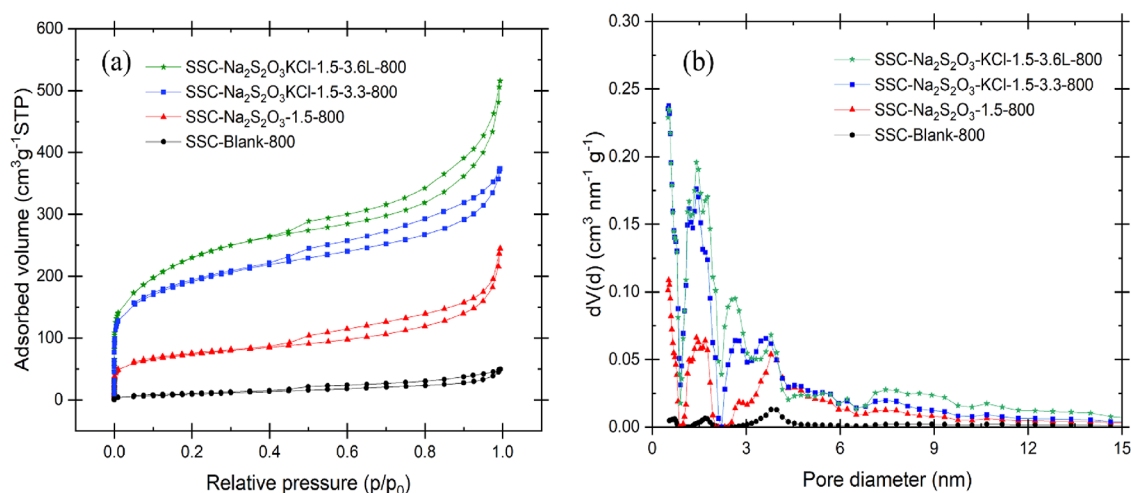 (a)
SSC-Na₂S₂O₃KCl-1.5-3.6L-800
SSC-Na₂S₂O₃KCl-1.5-3.3-800
SSC-Na₂S₂O₃-1.5-800
SSC-Blank-800
Adsorbed volume (cm³g⁻¹STP)
600
500
400
300
200
100
0
0.0 0.2 0.4 0.6 0.8 1.0
Relative pressure (p/p₀)
(b)
SSC-Na₂S₂O₃-KCl-1.5-3.6L-800
SSC-Na₂S₂O₃-KCl-1.5-3.3-800
SSC-Na₂S₂O₃-1.5-800
SSC-Blank-800
dV(d) (cm³ nm⁻¹ g⁻¹)
0.30
0.25
0.20
0.15
0.10
0.05
0.00
3 6 9 12 15
Pore diameter (nm)